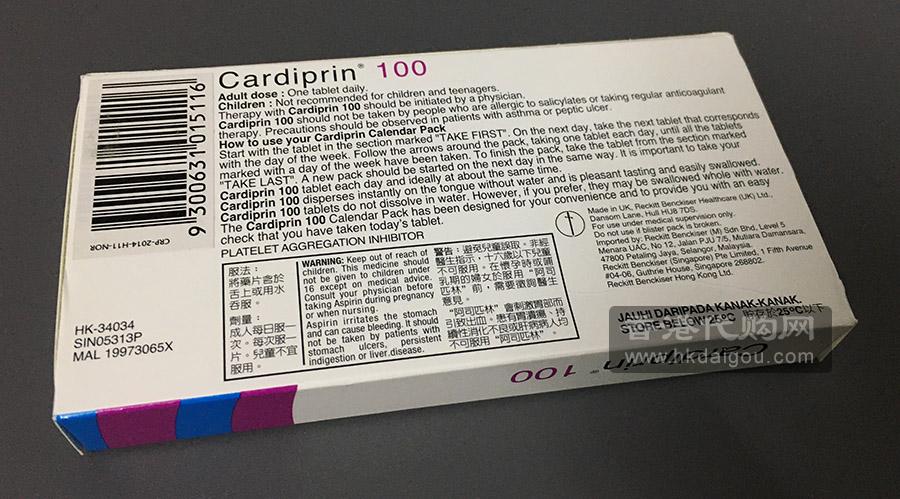 Cardiprin® 100
Adult dose : One tablet daily.
Children : Not recommended for children and teenagers.
Therapy with Cardiprin 100 should be initiated by a physician.
Cardiprin 100 should not be taken by people who are allergic to salicylates or taking regular anticoagulant
therapy. Precautions should be observed in patients with asthma or peptic ulcer.
How to use your Cardiprin Calendar Pack
Start with the tablet in the section marked "TAKE FIRST". On the next day, take the next tablet that corresponds
with the day of the week. Follow the arrows around the pack, taking one tablet each day, until all the tablets
marked with a day of the week have been taken. To finish the pack, take the tablet from the section marked
"TAKE LAST". A new pack should be started on the next day in the same way. It is important to take your
Cardiprin 100 tablet each day and ideally at about the same time.
Cardiprin 100 disperses instantly on the tongue without water and is pleasant tasting and easily swallowed.
Cardiprin 100 tablets do not dissolve in water. However, if you prefer, they may be swallowed whole with water.
The Cardiprin 100 Calendar Pack has been designed for your convenience and to provide you with an easy
check that you have taken today's tablet.
PLATELET AGGREGATION INHIBITOR
9 300631 015116
CRP-2014-H11-NOR
HK-34034
SIN05313P
MAL 19973065X
服法：
將藥片含於
舌上或用水
吞服。
劑量：
成人每日服一
次。每次服一
片。兒童不宜
服用。
WARNING: Keep out of reach of
children. This medicine should
not be given to children under
16 except on medical advice.
Consult your physician before
taking Aspirin during pregnancy
or when nursing.
Aspirin irritates the stomach
and can cause bleeding. It should
not be taken by patients with
stomach ulcers, persistent
indigestion or liver disease.
警告：避免兒童誤取。非經
醫生指示，十六歲以下兒童
不可服用。在懷孕時或哺
乳期的婦女於服用 "阿司
匹林" 前，需要徵詢醫生
意見。
"阿司匹林" 會刺激胃部而
引致出血。患有胃潰瘍、持
續性消化不良或肝病病人均
不可服用 "阿司匹林"。
Made in UK, Reckitt Benckiser Healthcare (UK) Ltd.,
Dansom Lane, Hull HU8 7DS.
For use under medical supervision only.
Do not use if blister pack is broken.
Imported by: Reckitt Benckiser (M) Sdn Bhd, Level 5
Menara UAC, No 12, Jalan PJU 7/5, Mutiara Damansara,
47800 Petaling Jaya, Selangor, Malaysia.
Reckitt Benckiser (Singapore) Pte Limited, 1 Fifth Avenue
#04-06, Guthrie House, Singapore 268802.
Reckitt Benckiser Hong Kong Ltd.
JAUHI DARIPADA KANAK-KANAK.
STORE BELOW 25°C 貯存於25°C以下
香港代购网
www.hkdaigou.com
Cardiprin® 100